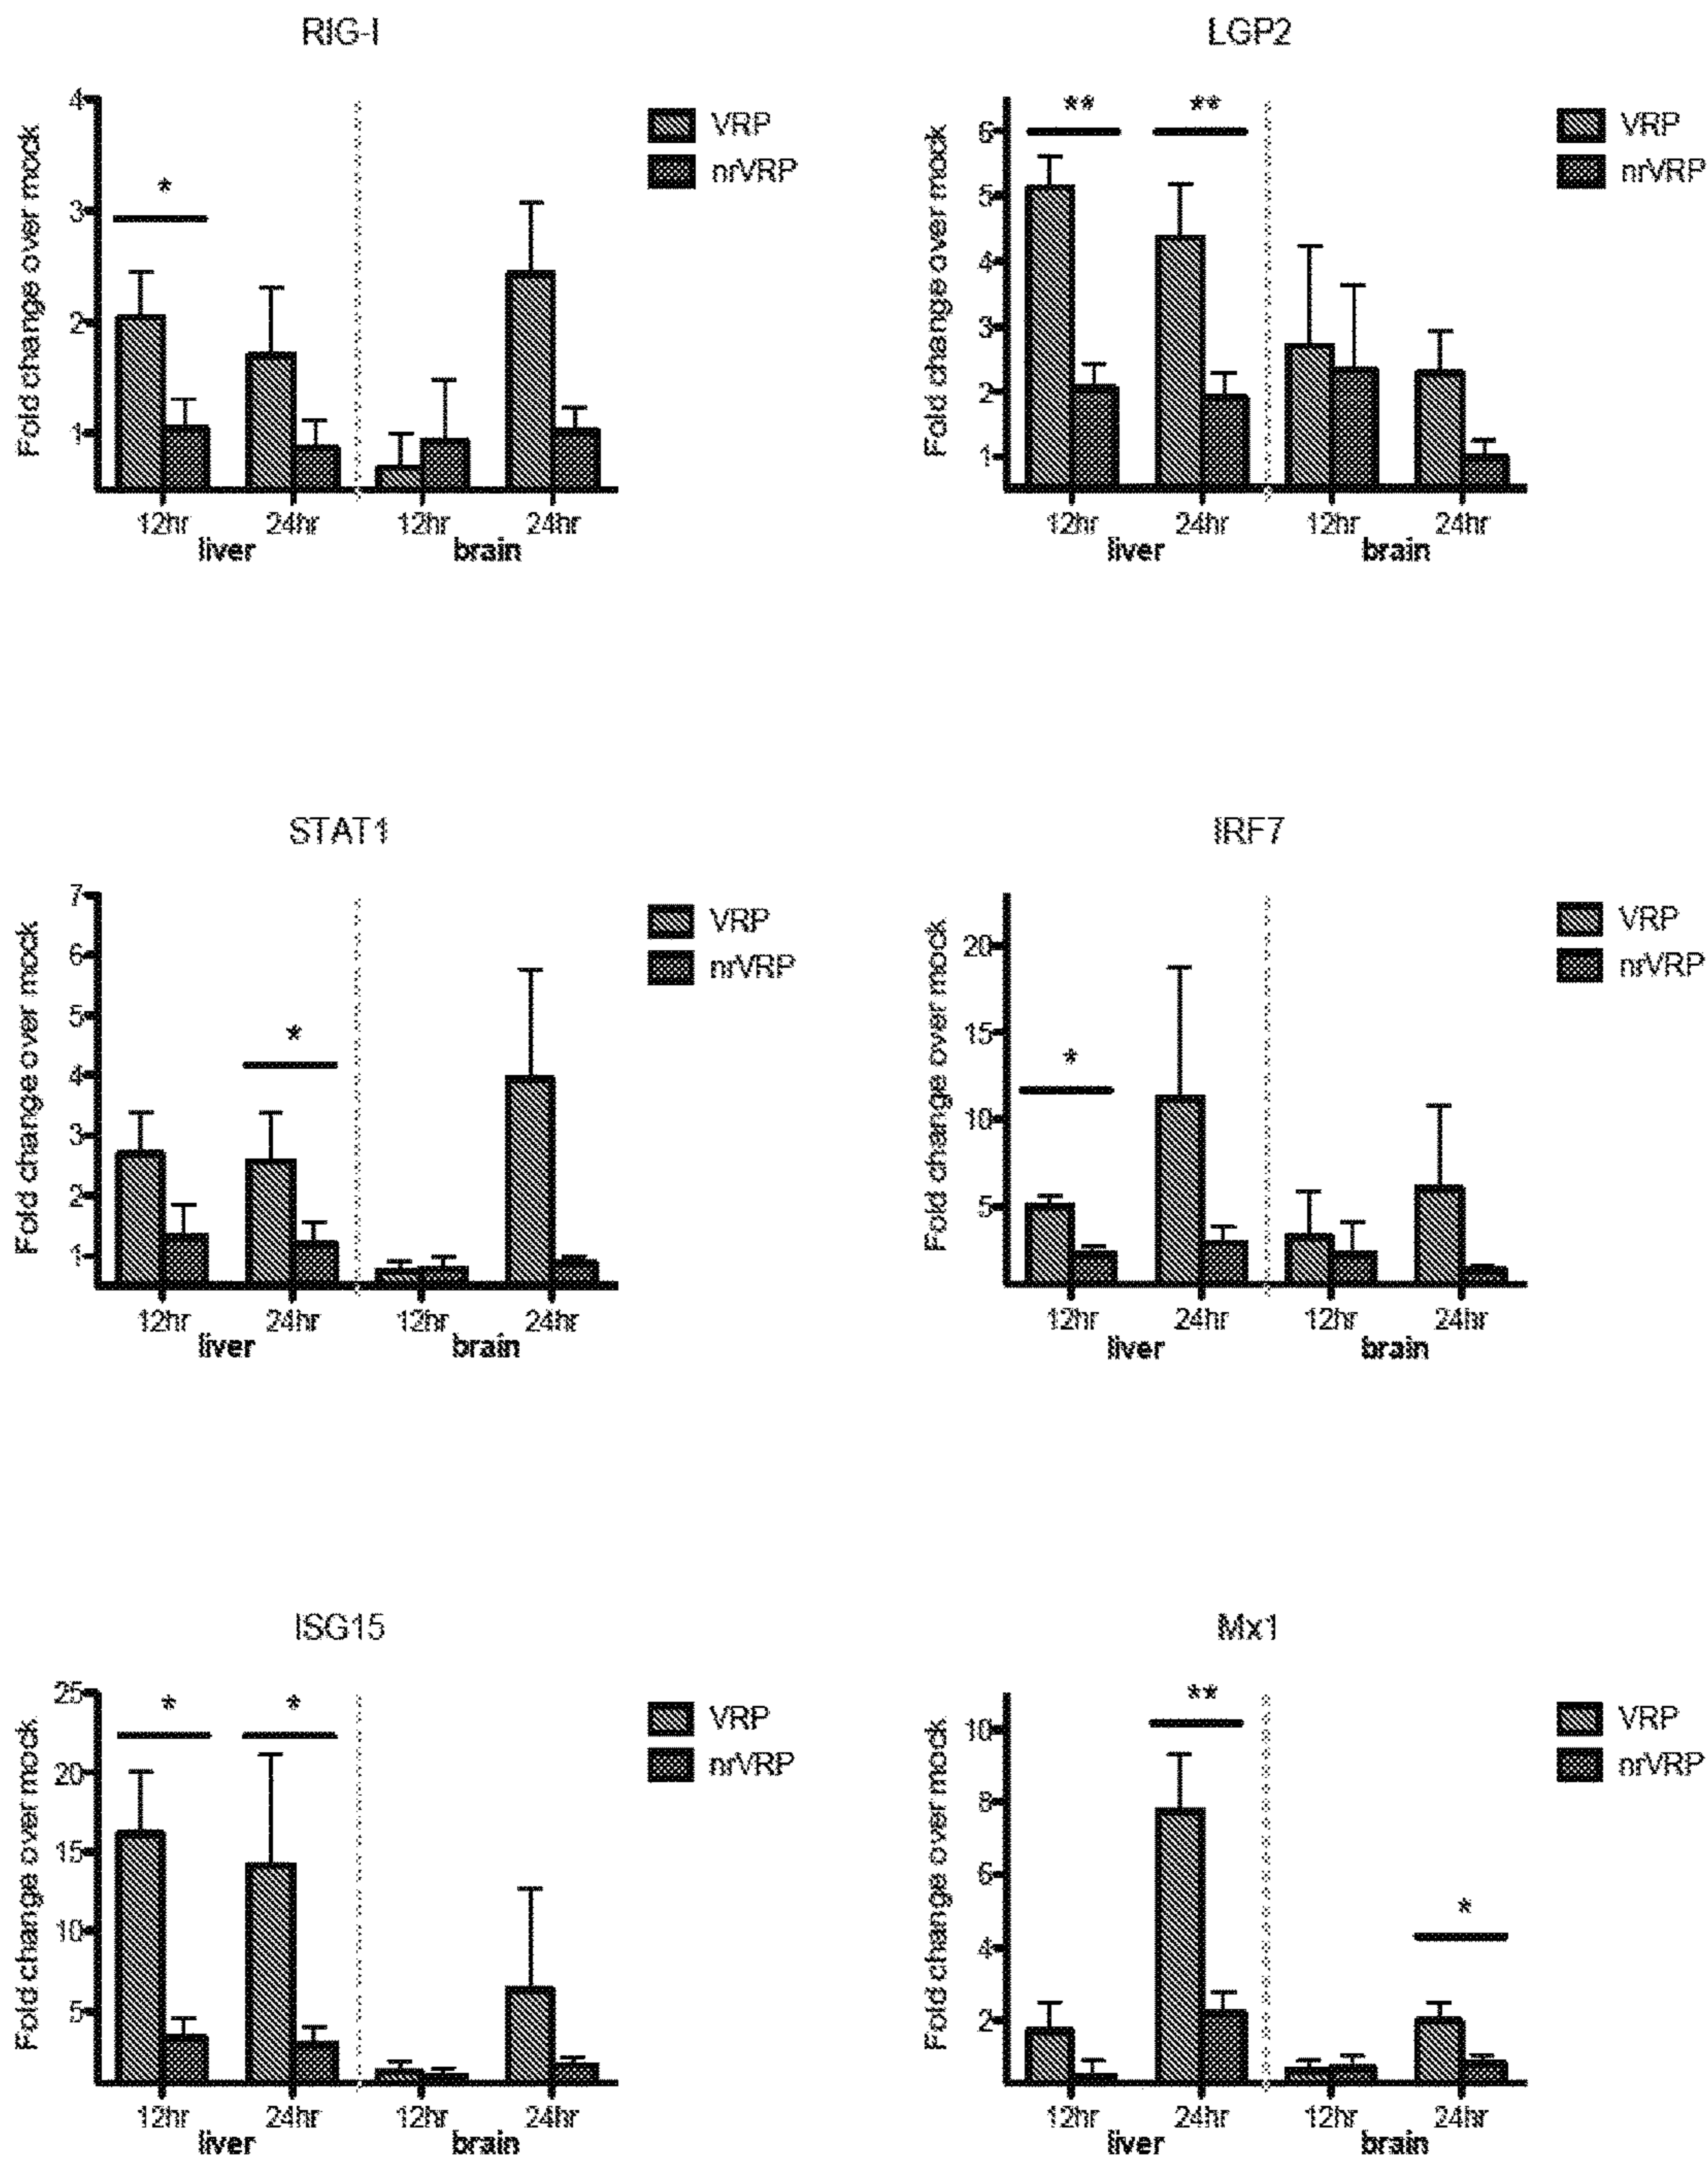 RIG-I
Fold change over mock
4
3
2
1
*
VRP
nrVRP
12hr 24hr 12hr 24hr
liver brain
LGP2
Fold change over mock
6
5
4
3
2
1
** **
VRP
nrVRP
12hr 24hr 12hr 24hr
liver brain
STAT1
Fold change over mock
7
6
5
4
3
2
1
*
VRP
nrVRP
12hr 24hr 12hr 24hr
liver brain
IRF7
Fold change over mock
20
15
10
5
*
VRP
nrVRP
12hr 24hr 12hr 24hr
liver brain
ISG15
Fold change over mock
25
20
15
10
5
* *
VRP
nrVRP
12hr 24hr 12hr 24hr
liver brain
Mx1
Fold change over mock
10
8
6
4
2
**
*
VRP
nrVRP
12hr 24hr 12hr 24hr
liver brain